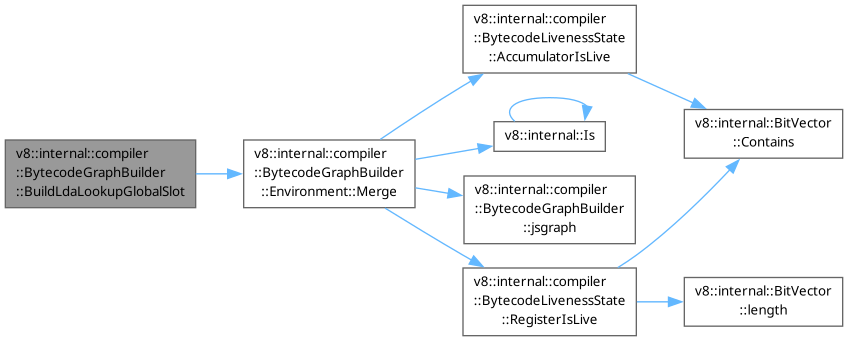 v8::internal::compiler
::BytecodeGraphBuilder
::BuildLdaLookupGlobalSlot
v8::internal::compiler
::BytecodeGraphBuilder
::Environment::Merge
v8::internal::compiler
::BytecodeLivenessState
::AccumulatorIsLive
v8::internal::Is
v8::internal::compiler
::BytecodeGraphBuilder
::jsgraph
v8::internal::compiler
::BytecodeLivenessState
::RegisterIsLive
v8::internal::BitVector
::Contains
v8::internal::BitVector
::length